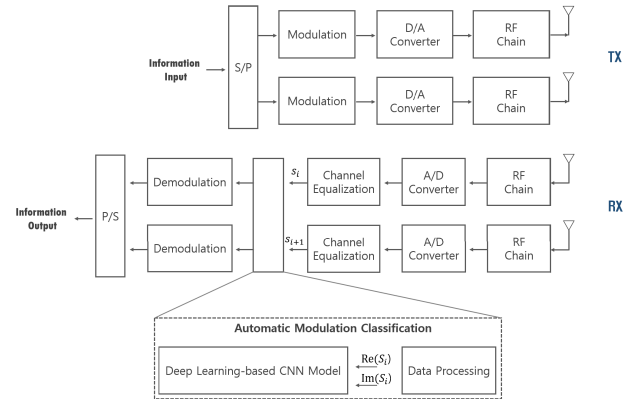 Information
Input
S/P
Modulation
D/A
Converter
RF
Chain
TX
Modulation
D/A
Converter
RF
Chain
Information
Output
P/S
Demodulation
s_i
Channel
Equalization
A/D
Converter
RF
Chain
RX
Demodulation
s_{i+1}
Channel
Equalization
A/D
Converter
RF
Chain
Automatic Modulation Classification
Deep Learning-based CNN Model
Re(S_i)
Im(S_i)
Data Processing